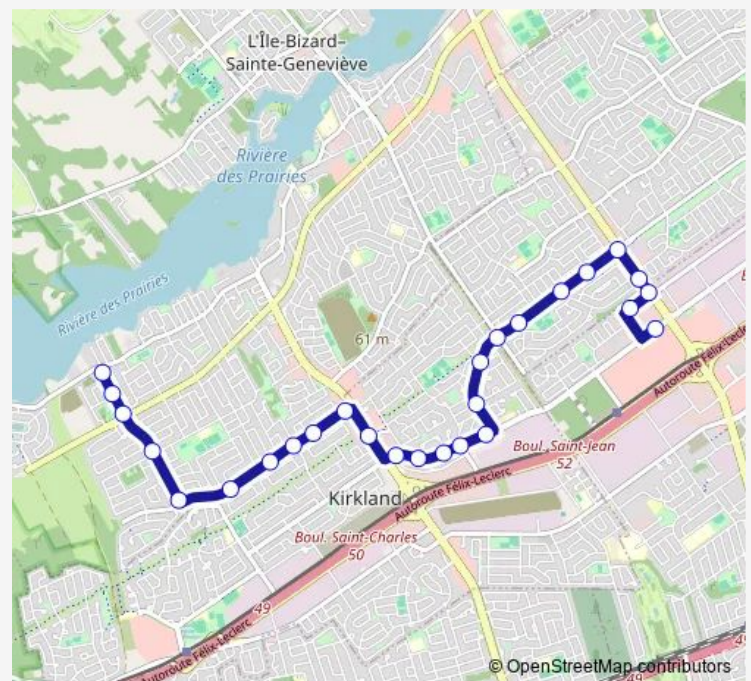 L'Île-Bizard–
Sainte-Geneviève
Rivière
des Prairies
Rivière des Prairies
61 m
Autoroute Félix-Leclerc
Boul. Saint-Jean
52
Kirkland
Autoroute Félix-Leclerc
Boul. Saint-Charles
50
49
Autoroute Félix-Leclerc
© OpenStreetMap contributors